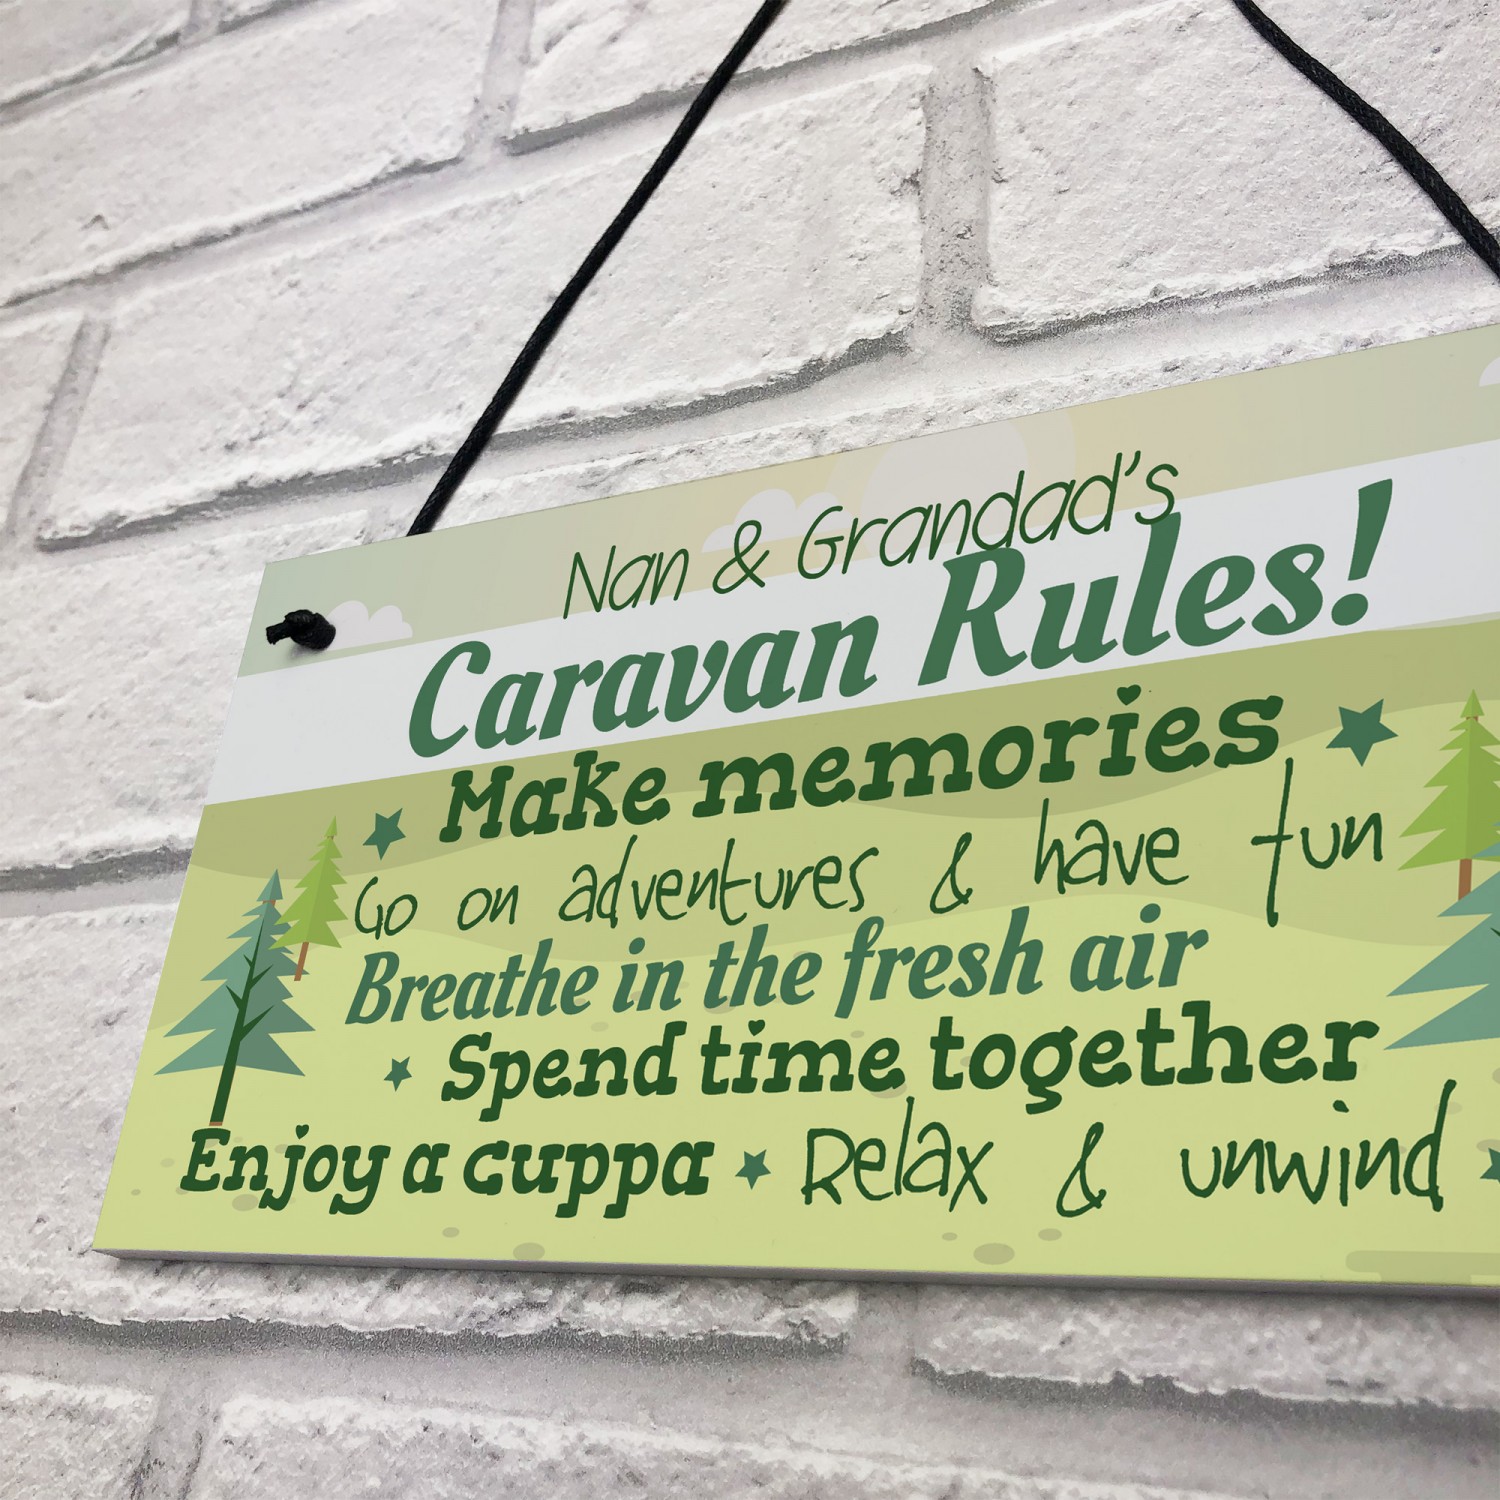 Nan & Grandad's
Caravan Rules!
Make memories
Go on adventures & have fun
Breathe in the fresh air
Spend time together
Enjoy a cuppa Relax & unwind